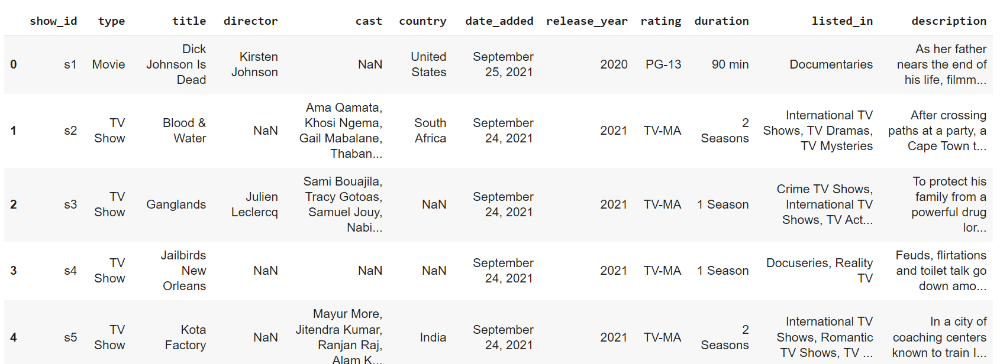 show_id type title director cast country date_added release_year rating duration listed_in description
0 s1 Movie Dick Johnson Is Dead Kirsten Johnson NaN United States September 25, 2021 2020 PG-13 90 min Documentaries As her father nears the end of his life, filmm...
1 s2 TV Show Blood & Water NaN Ama Qamata, Khosi Ngema, Gail Mabalane, Thaban... South Africa September 24, 2021 2021 TV-MA 2 Seasons International TV Shows, TV Dramas, TV Mysteries After crossing paths at a party, a Cape Town t...
2 s3 TV Show Ganglands Julien Leclercq Sami Bouajila, Tracy Gotoas, Samuel Jouy, Nabi... NaN September 24, 2021 2021 TV-MA 1 Season Crime TV Shows, International TV Shows, TV Act... To protect his family from a powerful drug lor...
3 s4 TV Show Jailbirds New Orleans NaN NaN NaN September 24, 2021 2021 TV-MA 1 Season Docuseries, Reality TV Feuds, flirtations and toilet talk go down amo...
4 s5 TV Show Kota Factory NaN Mayur More, Jitendra Kumar, Ranjan Raj, Alam K... India September 24, 2021 2021 TV-MA 2 Seasons International TV Shows, Romantic TV Shows, TV ... In a city of coaching centers known to train I...